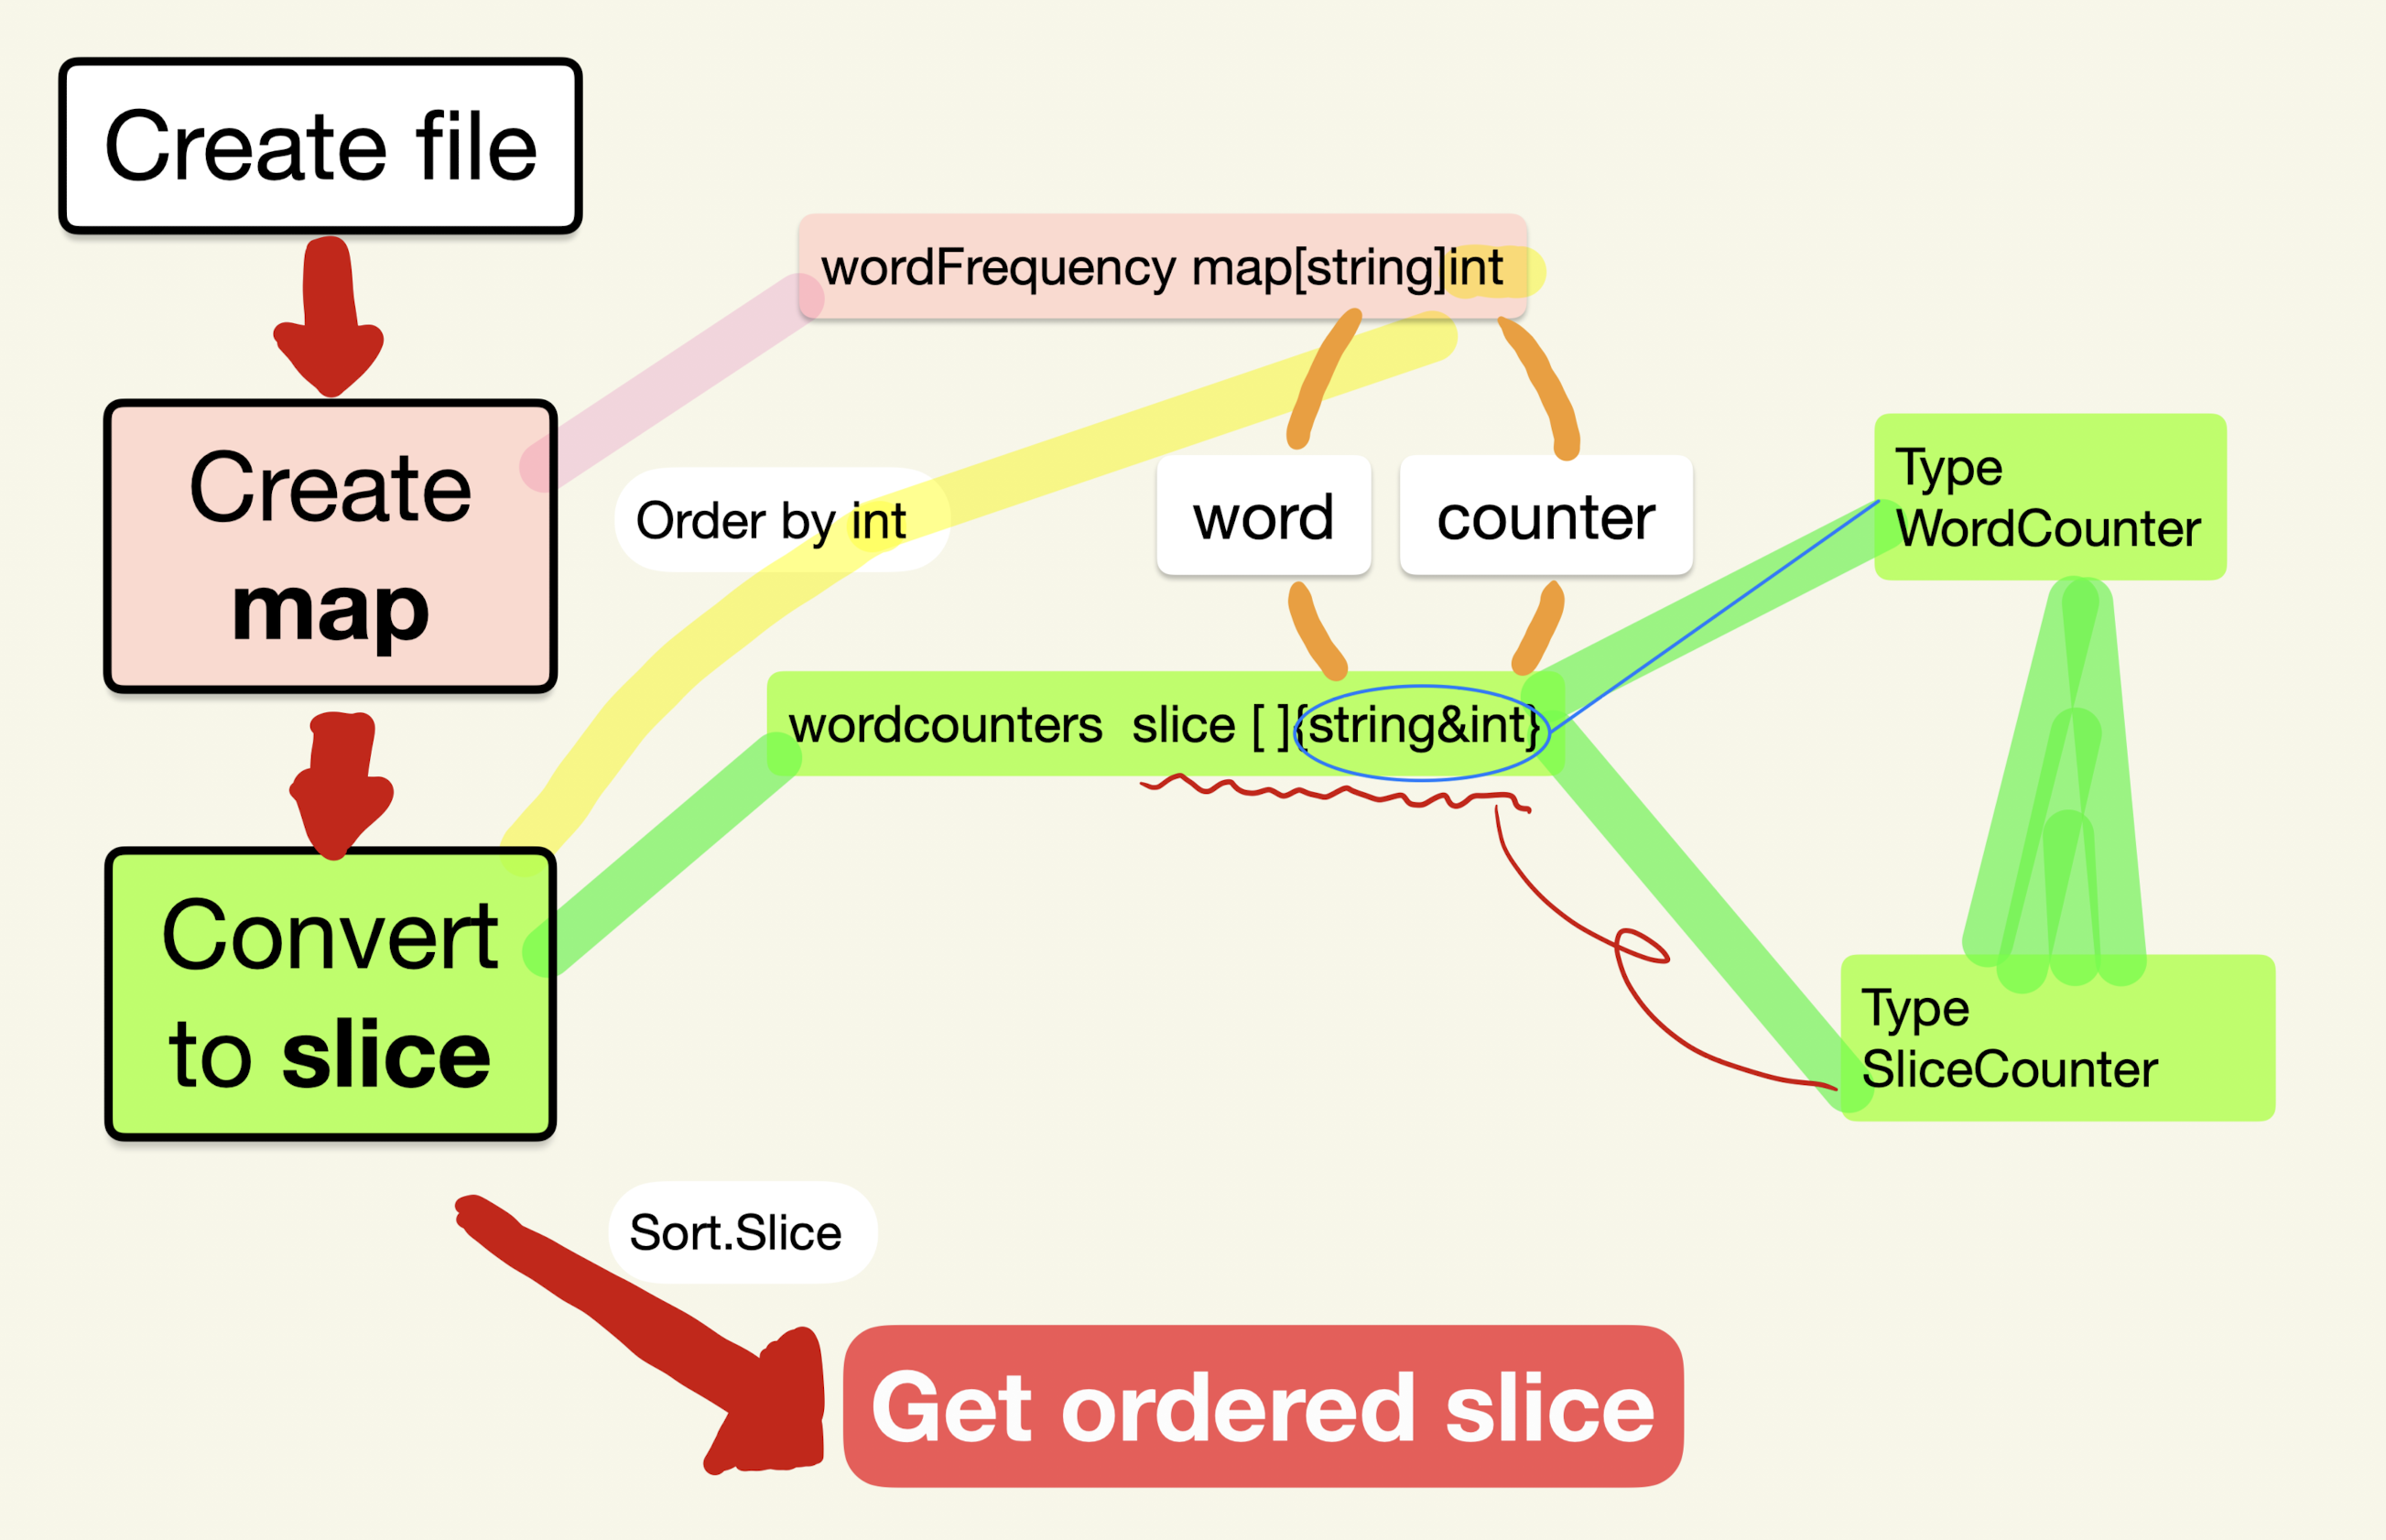 Create file
wordFrequency map[string]int
Create
map
Order by int
word
counter
Type
WordCounter
wordcounters  slice [ ]{string&int}
Convert
to slice
Type
SliceCounter
Sort.Slice
Get ordered slice